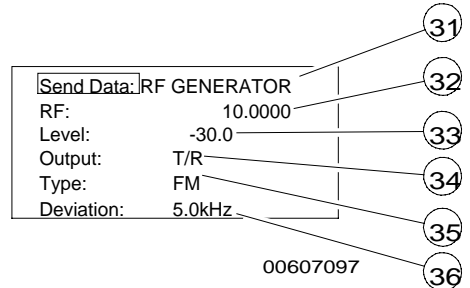 31
Send Data: RF GENERATOR
32
RF: 10.0000
33
Level: -30.0
Output: T/R
34
Type: FM
Deviation: 5.0kHz
35
36
00607097